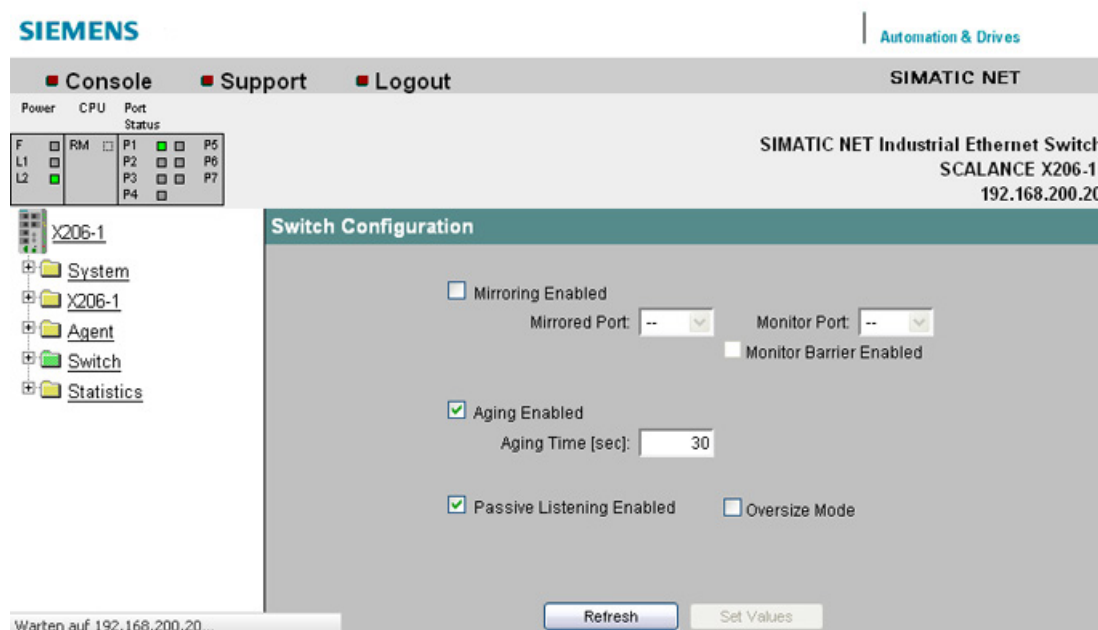 SIEMENS
Automation & Drives
Console Support Logout SIMATIC NET
Power CPU Port Status
F RM P1 P5
L1 P2 P6
L2 P3 P7
P4
SIMATIC NET Industrial Ethernet Switch
SCALANCE X206-1
192.168.200.20
X206-1
System
X206-1
Agent
Switch
Statistics
Switch Configuration
Mirroring Enabled
Mirrored Port: -- Monitor Port: --
Monitor Barrier Enabled
Aging Enabled
Aging Time [sec]: 30
Passive Listening Enabled Oversize Mode
Refresh Set Values
Warten auf 192.168.200.20...